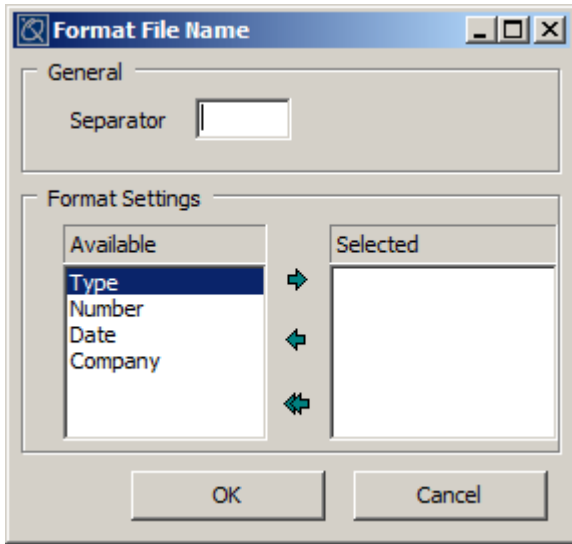 Format File Name
General
Separator
Format Settings
Available
Selected
Type
Number
Date
Company
OK
Cancel